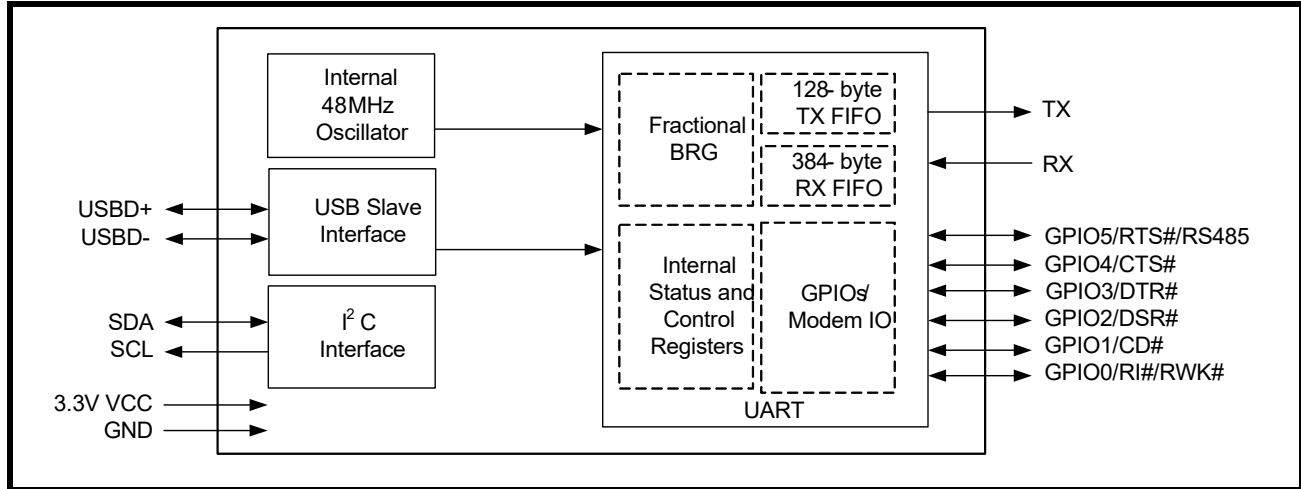 Internal
48MHz
Oscillator
USB Slave
Interface
I² C
Interface
USBD+
USBD-
SDA
SCL
3.3V VCC
GND
Fractional
BRG
128- byte
TX FIFO
384- byte
RX FIFO
Internal
Status and
Control
Registers
GPIOs/
Modem IO
UART
TX
RX
GPIO5/RTS#/RS485
GPIO4/CTS#
GPIO3/DTR#
GPIO2/DSR#
GPIO1/CD#
GPIO0/RI#/RWK#